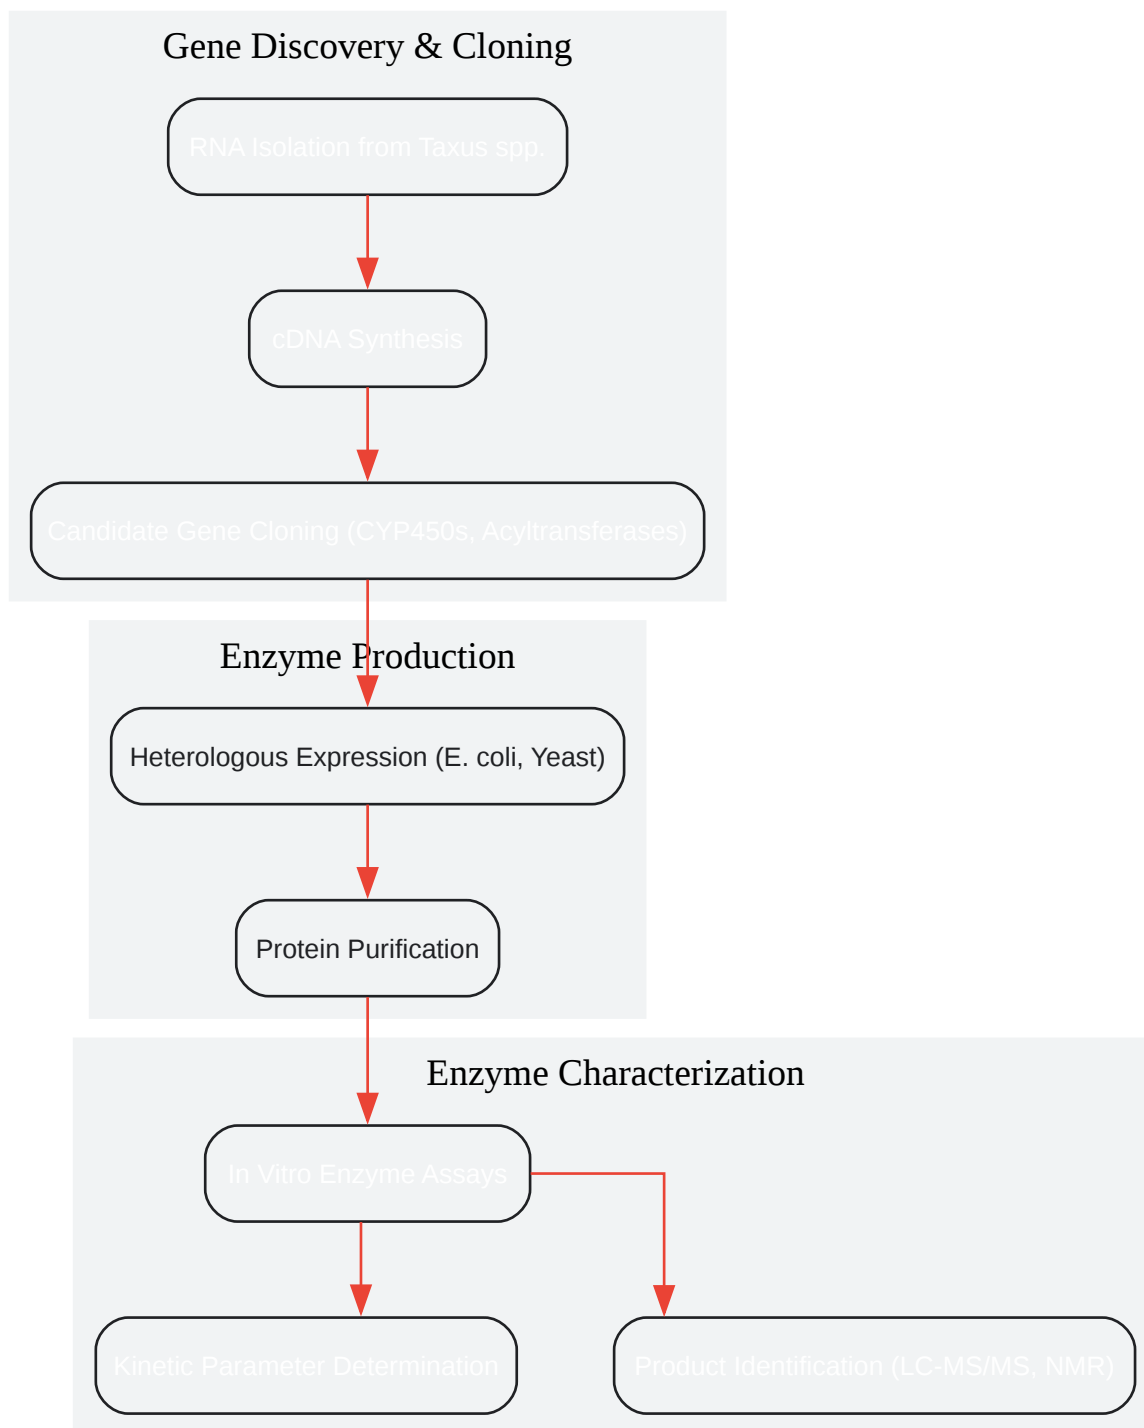 Gene Discovery & Cloning
RNA Isolation from Taxus spp.
cDNA Synthesis
Candidate Gene Cloning (CYP450s, Acyltransferases)
Enzyme Production
Heterologous Expression (E. coli, Yeast)
Protein Purification
Enzyme Characterization
In Vitro Enzyme Assays
Kinetic Parameter Determination
Product Identification (LC-MS/MS, NMR)